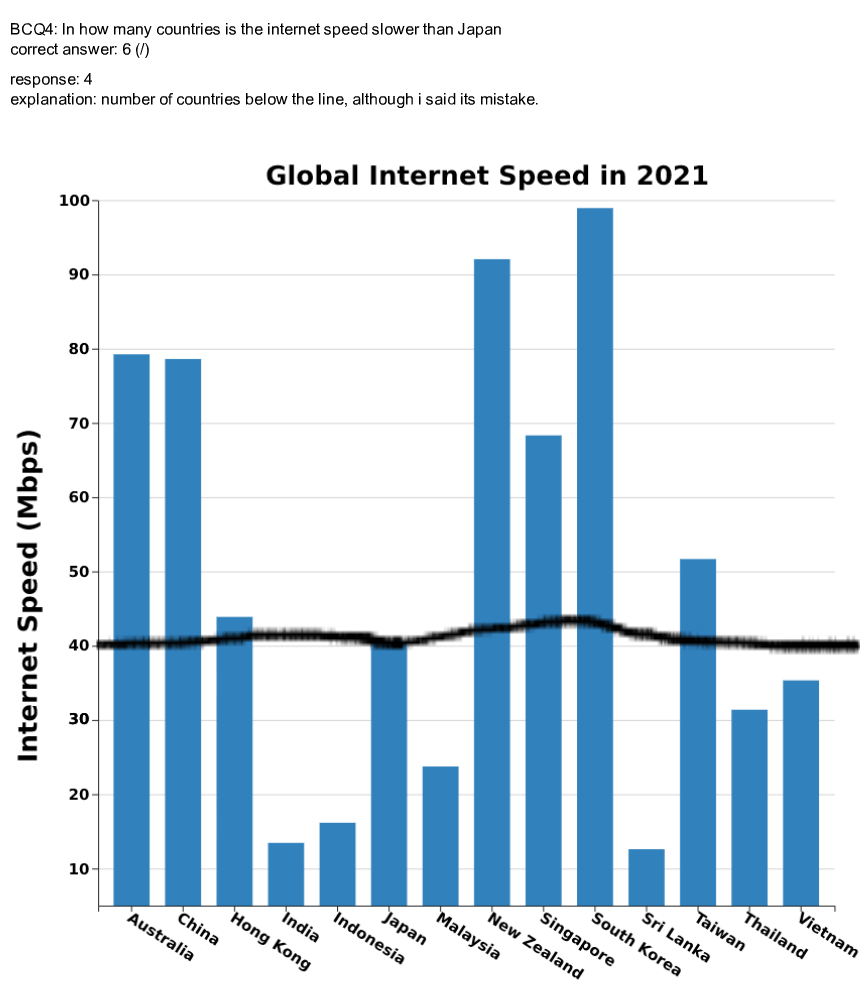 BCQ4: In how many countries is the internet speed slower than Japan
correct answer: 6 (/)
response: 4
explanation: number of countries below the line, although i said its mistake.
Global Internet Speed in 2021
Internet Speed (Mbps)
100
90
80
70
60
50
40
30
20
10
Australia
China
Hong Kong
India
Indonesia
Japan
Malaysia
New Zealand
Singapore
South Korea
Sri Lanka
Taiwan
Thailand
Vietnam